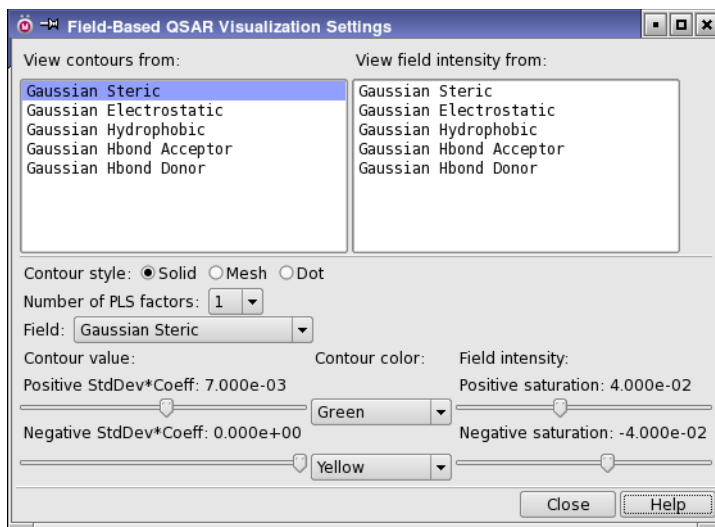 Field-Based QSAR Visualization Settings
View contours from:
View field intensity from:
Gaussian Steric
Gaussian Electrostatic
Gaussian Hydrophobic
Gaussian Hbond Acceptor
Gaussian Hbond Donor
Gaussian Steric
Gaussian Electrostatic
Gaussian Hydrophobic
Gaussian Hbond Acceptor
Gaussian Hbond Donor
Contour style: Solid Mesh Dot
Number of PLS factors: 1
Field: Gaussian Steric
Contour value: Contour color: Field intensity:
Positive StdDev*Coeff: 7.000e-03 Positive saturation: 4.000e-02
Green
Negative StdDev*Coeff: 0.000e+00 Negative saturation: -4.000e-02
Yellow
Close Help